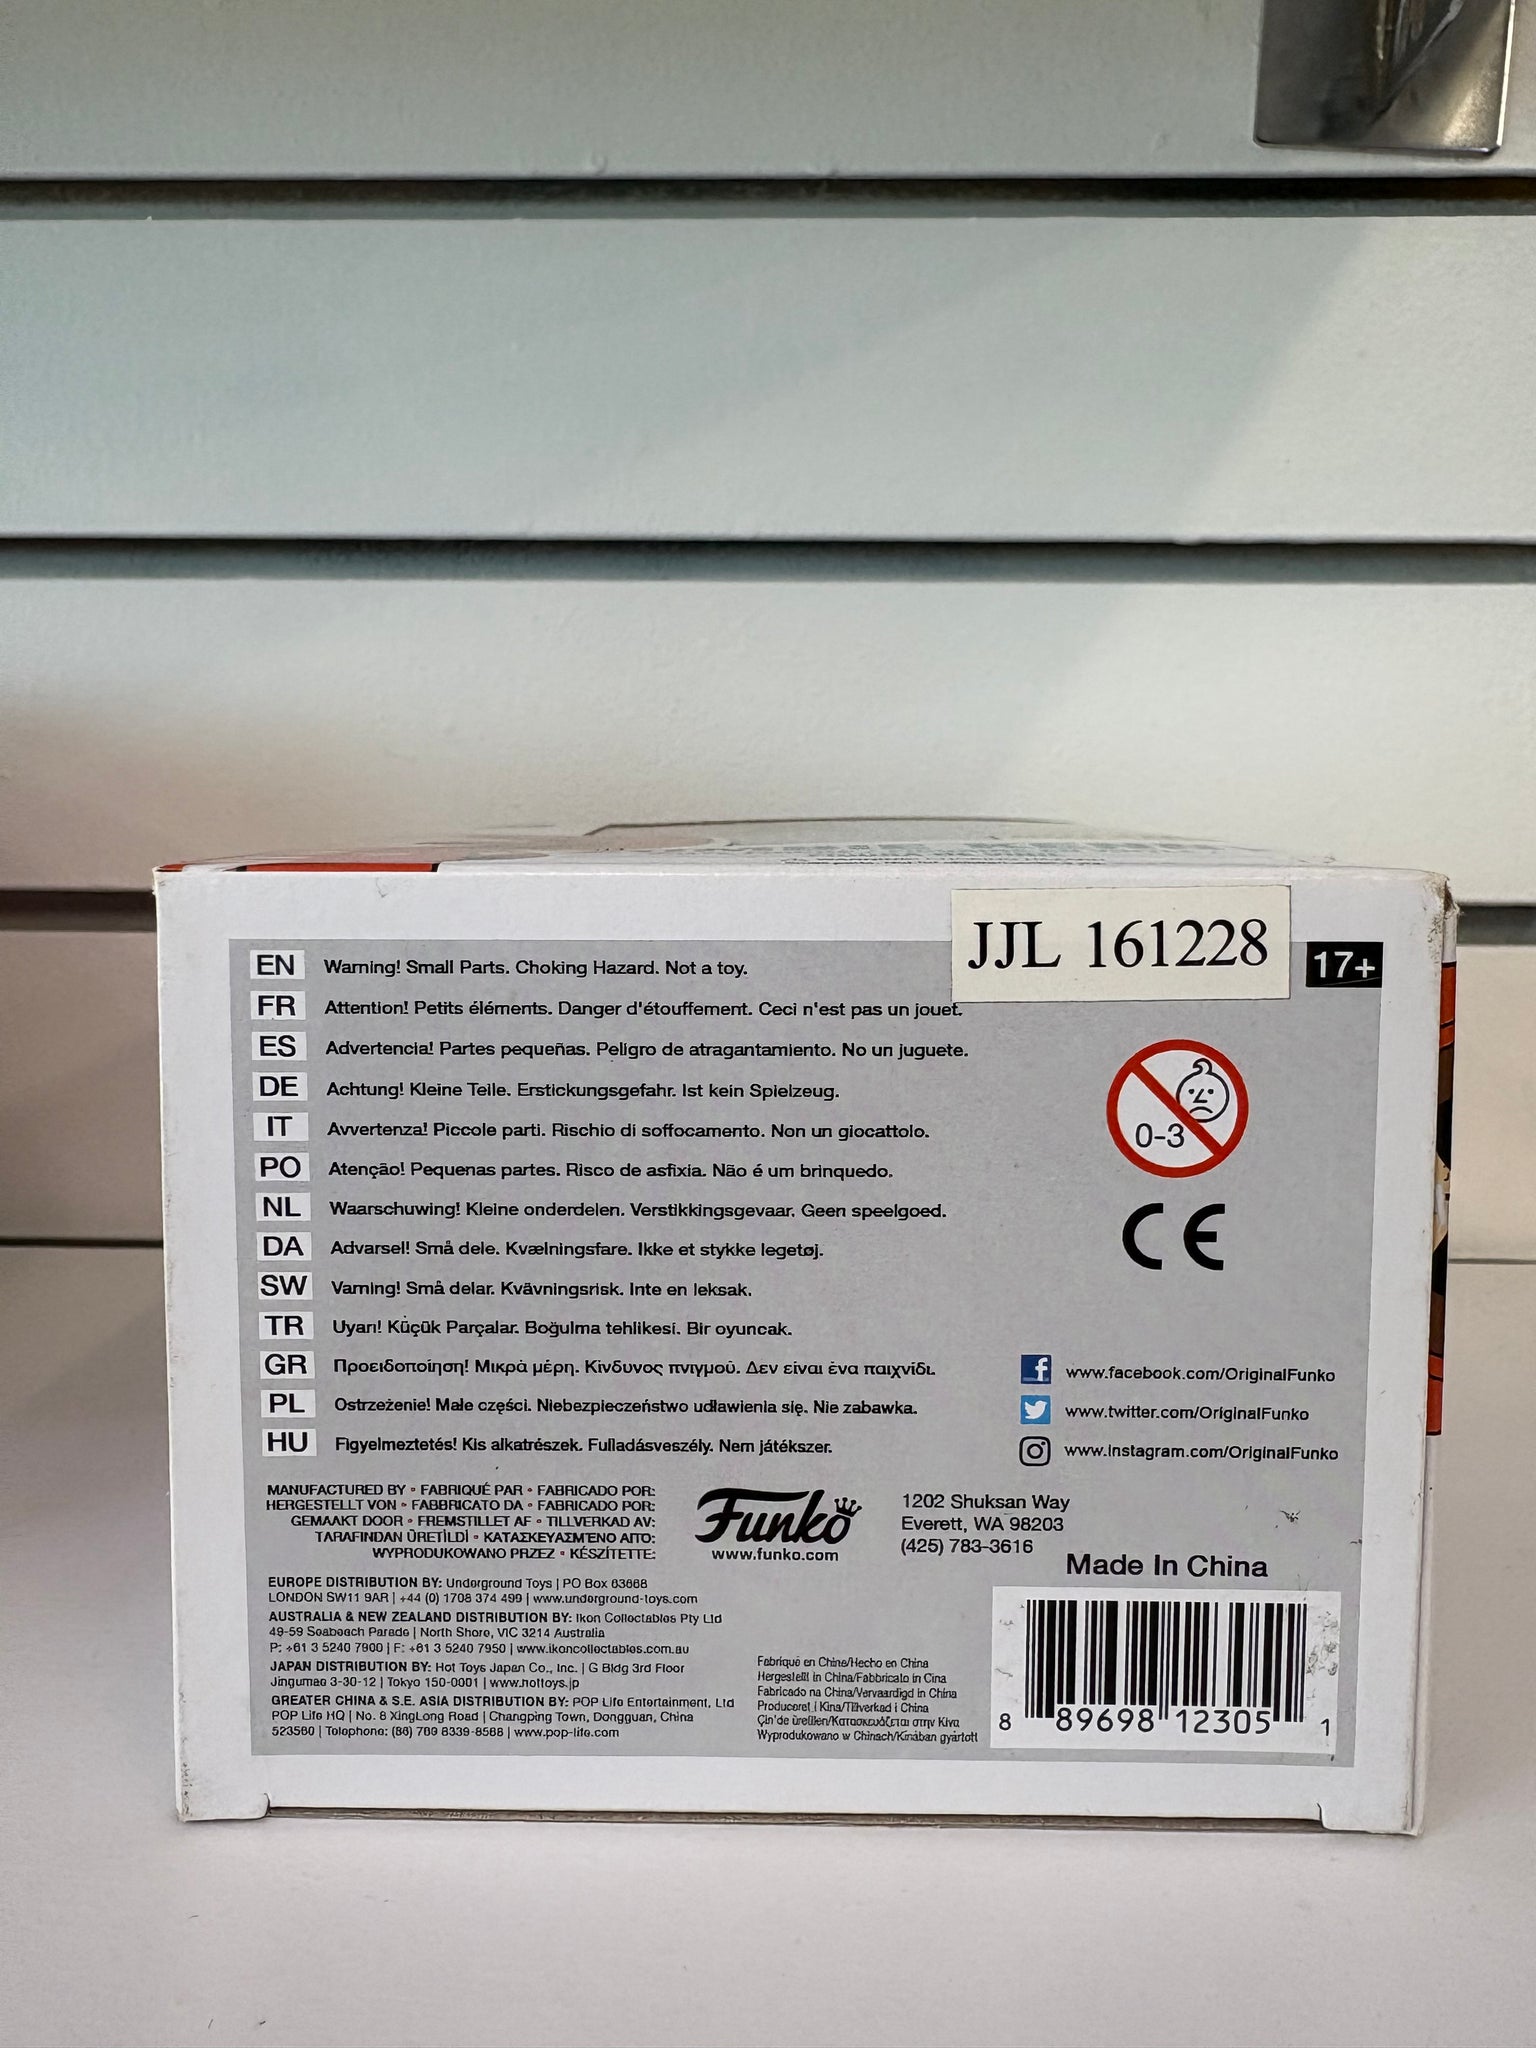 JJL 161228
17+
EN Warning! Small Parts. Choking Hazard. Not a toy.
FR Attention! Petits éléments. Danger d'étouffement. Ceci n'est pas un jouet.
ES Advertencia! Partes pequeñas. Peligro de atragantamiento. No un juguete.
DE Achtung! Kleine Teile. Erstickungsgefahr. Ist kein Spielzeug.
IT Avvertenza! Piccole parti. Rischio di soffocamento. Non un giocattolo.
PO Atenção! Pequenas partes. Risco de asfixia. Não é um brinquedo.
NL Waarschuwing! Kleine onderdelen. Verstikkingsgevaar. Geen speelgoed.
DA Advarsel! Små dele. Kvælningsfare. Ikke et stykke legetøj.
SW Varning! Små delar. Kvävningsrisk. Inte en leksak.
TR Uyarı! Küçük Parçalar. Boğulma tehlikesi. Bir oyuncak.
GR Προειδοποίηση! Μικρά μέρη. Κίνδυνος πνιγμού. Δεν είναι ένα παιχνίδι.
PL Ostrzeżenie! Małe części. Niebezpieczeństwo udławienia się. Nie zabawka.
HU Figyelmeztetés! Kis alkatrészek. Fulladásveszély. Nem játékszer.
0-3
CE
www.facebook.com/OriginalFunko
www.twitter.com/OriginalFunko
www.instagram.com/OriginalFunko
MANUFACTURED BY • FABRIQUÉ PAR • FABRICADO POR:
HERGESTELLT VON • FABBRICATO DA • FABRICADO POR:
GEMAAKT DOOR • FREMSTILLET AF • TILLVERKAD AV:
TARAFINDAN ÜRETİLDİ • ΚΑΤΑΣΚΕΥΑΣΜΈΝΟ ΑΠΌ:
WYPRODUKOWANO PRZEZ • KÉSZÍTETTE:
Funko
www.funko.com
1202 Shuksan Way
Everett, WA 98203
(425) 783-3616
Made In China
EUROPE DISTRIBUTION BY: Underground Toys | PO Box 63668
LONDON SW11 9AR | +44 (0) 1708 374 499 | www.underground-toys.com
AUSTRALIA & NEW ZEALAND DISTRIBUTION BY: Ikon Collectables Pty Ltd
49-59 Seabeach Parade | North Shore, VIC 3214 Australia
P: +61 3 5240 7900 | F: +61 3 5240 7950 | www.ikoncollectables.com.au
JAPAN DISTRIBUTION BY: Hot Toys Japan Co., Inc. | G Bldg 3rd Floor
Jingumae 3-30-12 | Tokyo 150-0001 | www.hottoys.jp
GREATER CHINA & S.E. ASIA DISTRIBUTION BY: POP Life Entertainment, Ltd
POP Life HQ | No. 8 XingLong Road | Changping Town, Dongguan, China
523560 | Telephone: (86) 769 8339-8568 | www.pop-life.com
Fabriqué en Chine/Hecho en China
Hergestellt in China/Fabbricato in Cina
Fabricado na China/Vervaardigd in China
Produceret i Kina/Tillverkad i China
Çin'de üretilen/Κατασκευάζεται στην Κίνα
Wyprodukowano w Chinach/Kínában gyártott
8 89698 12305 1